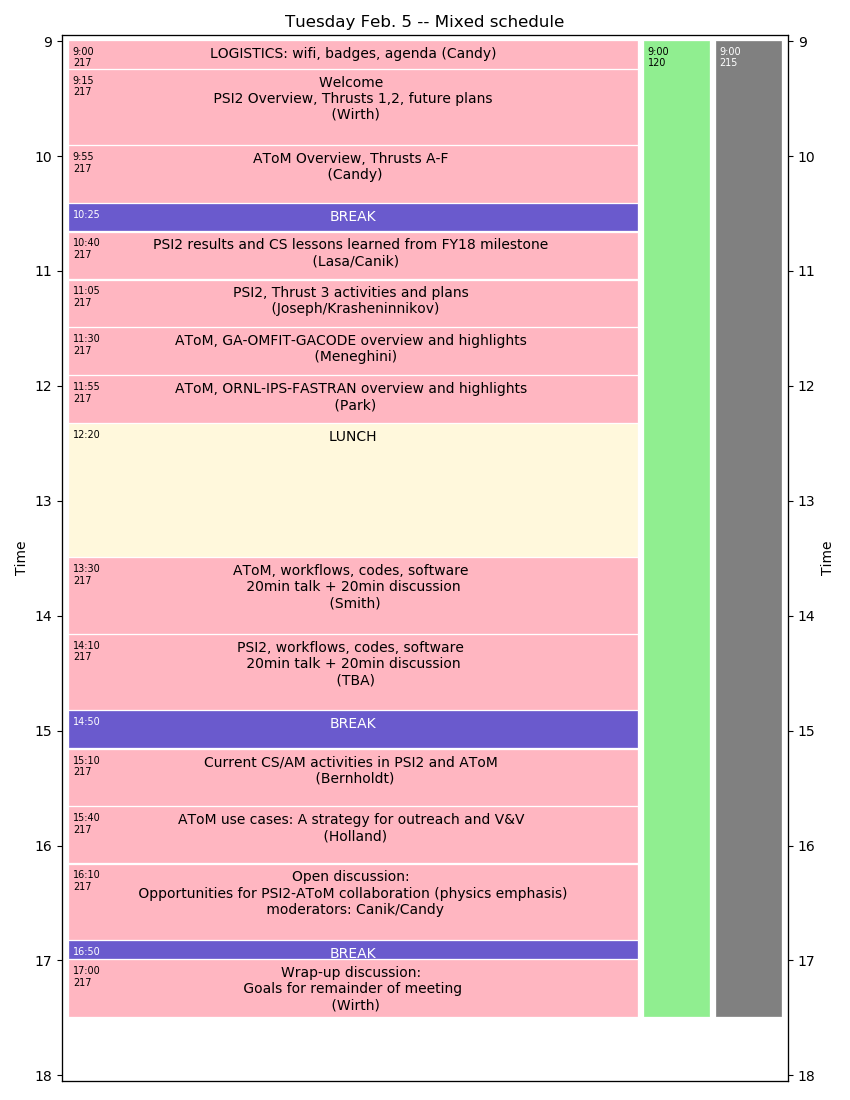 Tuesday Feb. 5 -- Mixed schedule
9
9
9:00
217
LOGISTICS: wifi, badges, agenda (Candy)
9:00
120
9:00
215
9:15
217
Welcome
PSI2 Overview, Thrusts 1,2, future plans
(Wirth)
10
10
9:55
217
AToM Overview, Thrusts A-F
(Candy)
10:25
BREAK
10:40
217
PSI2 results and CS lessons learned from FY18 milestone
(Lasa/Canik)
11
11
11:05
217
PSI2, Thrust 3 activities and plans
(Joseph/Krasheninnikov)
11:30
217
AToM, GA-OMFIT-GACODE overview and highlights
(Meneghini)
12
12
11:55
217
AToM, ORNL-IPS-FASTRAN overview and highlights
(Park)
12:20
LUNCH
13
13
Time
Time
13:30
217
AToM, workflows, codes, software
20min talk + 20min discussion
(Smith)
14
14
14:10
217
PSI2, workflows, codes, software
20min talk + 20min discussion
(TBA)
14:50
BREAK
15
15
15:10
217
Current CS/AM activities in PSI2 and AToM
(Bernholdt)
15:40
217
AToM use cases: A strategy for outreach and V&V
(Holland)
16
16
16:10
217
Open discussion:
Opportunities for PSI2-AToM collaboration (physics emphasis)
moderators: Canik/Candy
16:50
BREAK
17
17
17:00
217
Wrap-up discussion:
Goals for remainder of meeting
(Wirth)
18
18